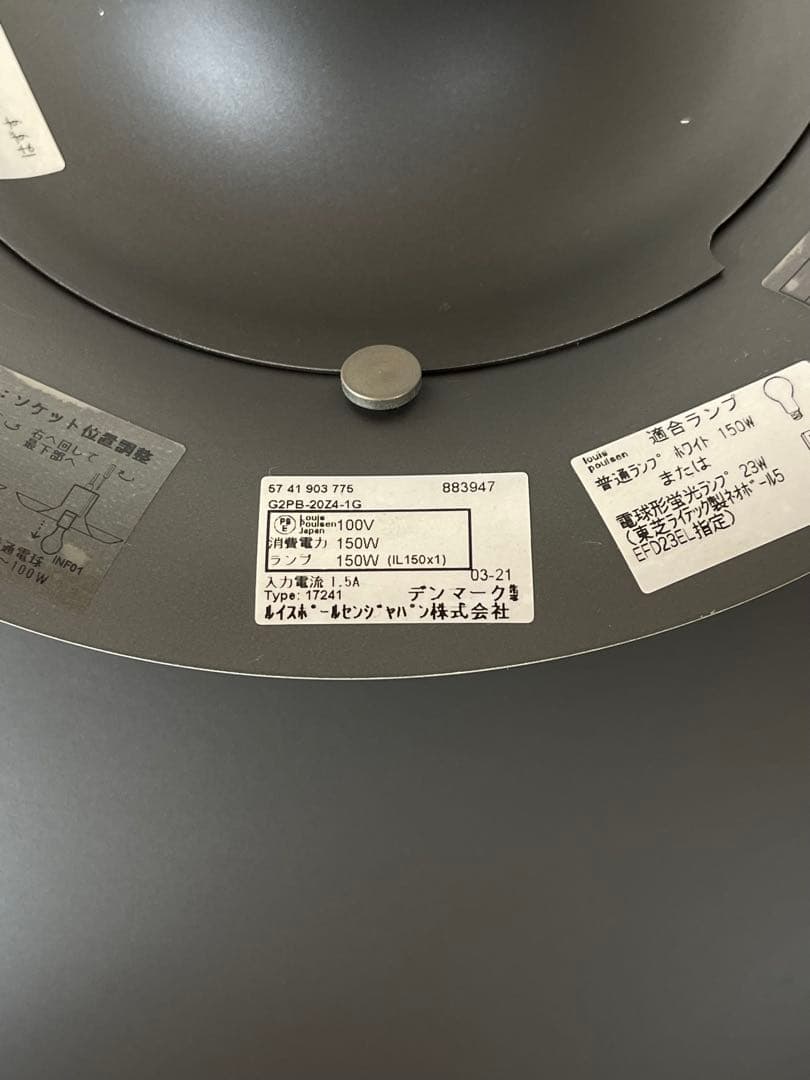 :ソケット位置調整
右へ回して
最下部へ
INF01
通電球
~100W
57 41 903 775 883947
G2PB-20Z4-1G
PS
E
Louis
Poulsen
Japan
100V
消費電力 150W
ランプ 150W (IL150x1)
03-21
入力電流 1.5A
Type: 17241 デンマーク製
ルイスポールセンジャパン株式会社
louis
poulsen
適合ランプ
普通ランプ ホワイト 150W
または
電球形蛍光ランプ 23W
(東芝ライテック製ネオボール5
EFD23EL指定)